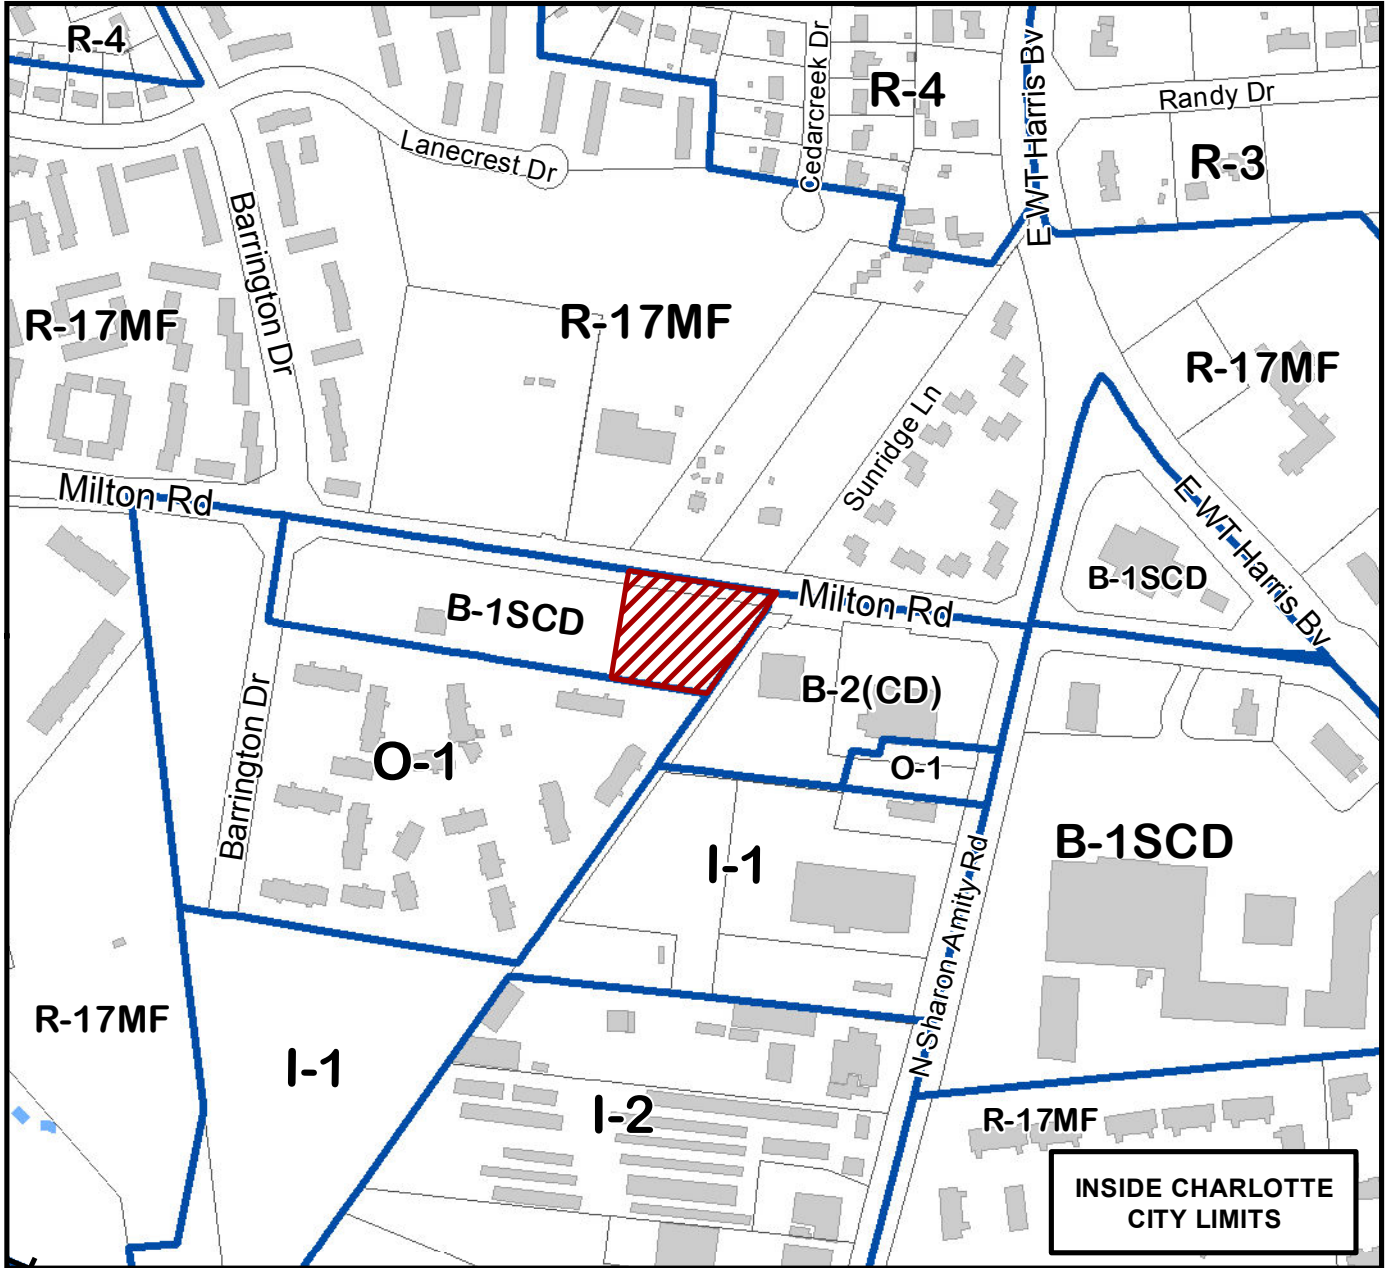 R-4
Cedarcreek Dr
R-4
E WT Harris Bv
Randy Dr
Lanecrest Dr
R-3
Barrington Dr
R-17MF
R-17MF
R-17MF
Sunridge Ln
Milton Rd
E WT Harris Bv
B-1SCD
Milton Rd
B-1SCD
B-2(CD)
Barrington Dr
O-1
O-1
B-1SCD
I-1
N Sharon Amity Rd
R-17MF
I-1
I-2
R-17MF
INSIDE CHARLOTTE
CITY LIMITS